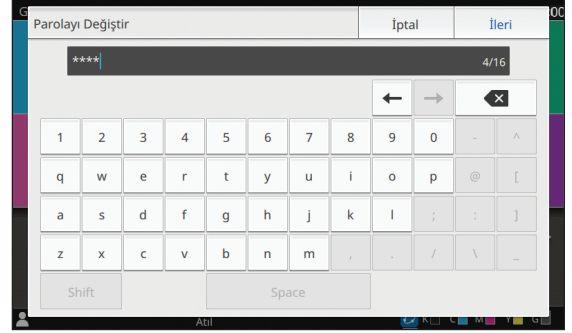 G
00
Parolayı Değiştir İptal İleri
**** 4/16
← →
1 2 3 4 5 6 7 8 9 0 - ^
q w e r t y u i o p @ [
a s d f g h j k l ; : ]
z x c v b n m , . / \ _
Shift Space
Atıl K C M Y G